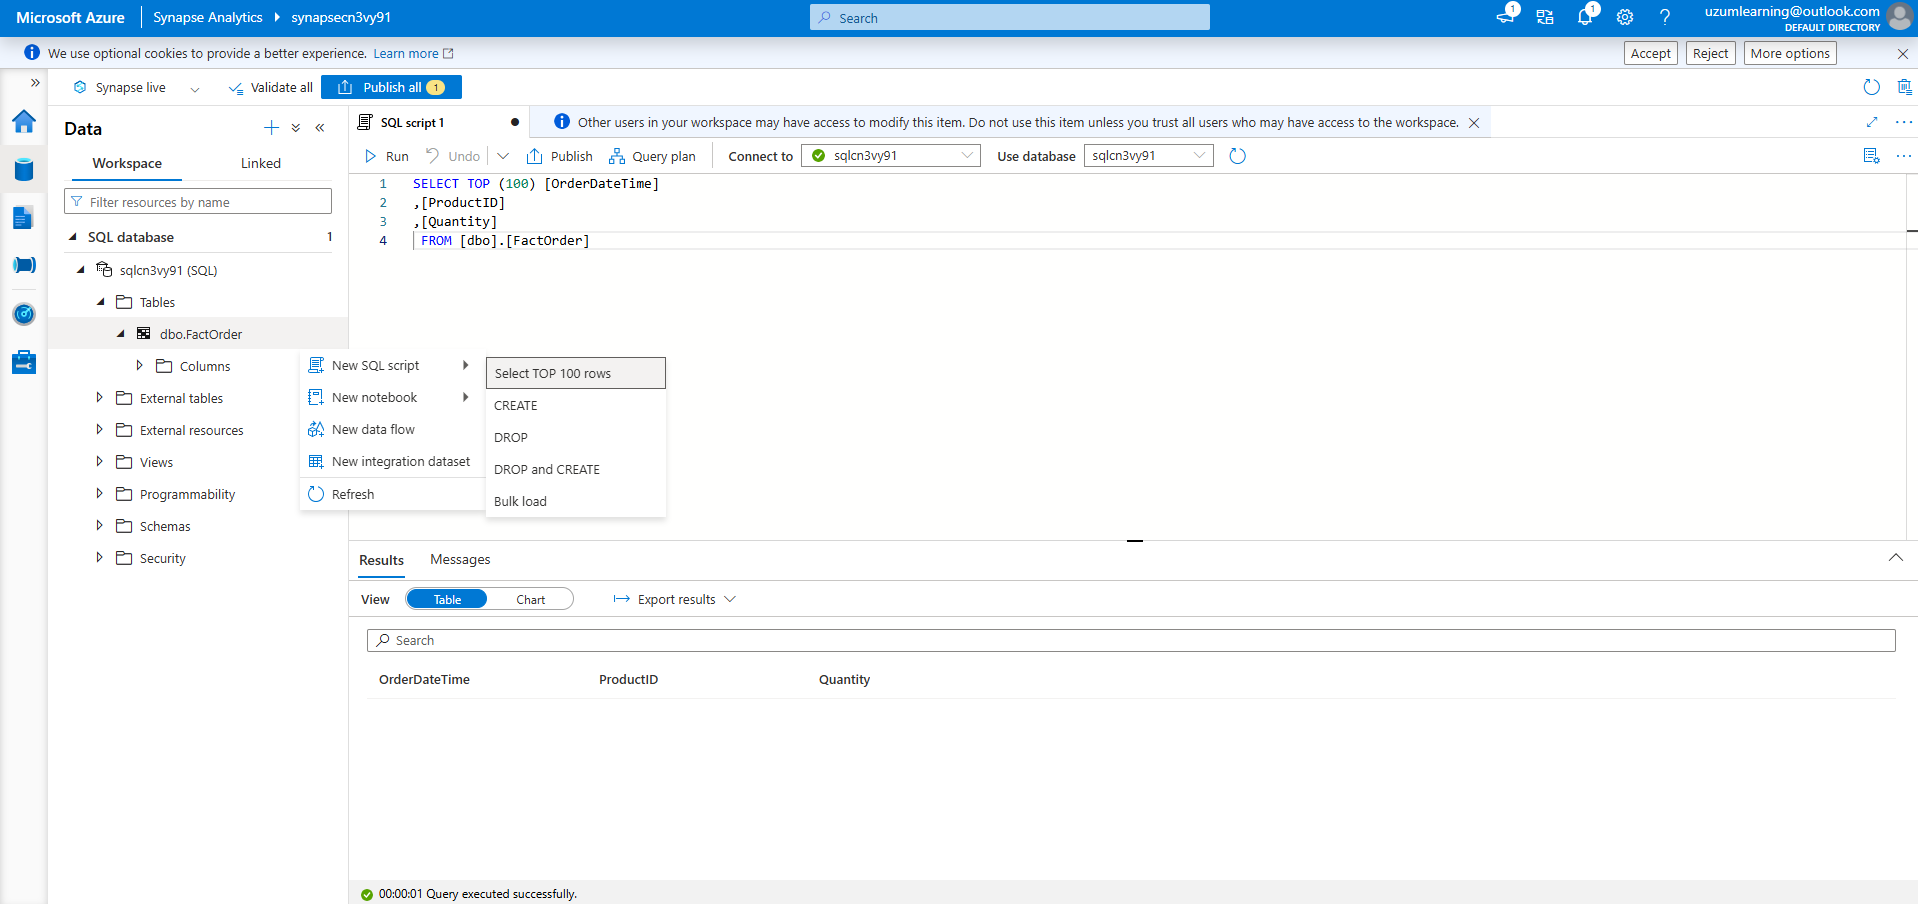 Microsoft Azure
Synapse Analytics
synapsecn3vy91
Search
1
1
uzumlearning@outlook.com
DEFAULT DIRECTORY
We use optional cookies to provide a better experience. Learn more
Accept
Reject
More options
Synapse live
Validate all
Publish all 1
Data
Workspace
Linked
Filter resources by name
SQL database
1
sqlcn3vy91 (SQL)
Tables
dbo.FactOrder
Columns
External tables
External resources
Views
Programmability
Schemas
Security
New SQL script
New notebook
New data flow
New integration dataset
Refresh
Select TOP 100 rows
CREATE
DROP
DROP and CREATE
Bulk load
SQL script 1
Other users in your workspace may have access to modify this item. Do not use this item unless you trust all users who may have access to the workspace.
Run
Undo
Publish
Query plan
Connect to
sqlcn3vy91
Use database
sqlcn3vy91
1 SELECT TOP (100) [OrderDateTime]
2 ,[ProductID]
3 ,[Quantity]
4 FROM [dbo].[FactOrder]
Results
Messages
View
Table
Chart
Export results
Search
OrderDateTime
ProductID
Quantity
00:00:01 Query executed successfully.